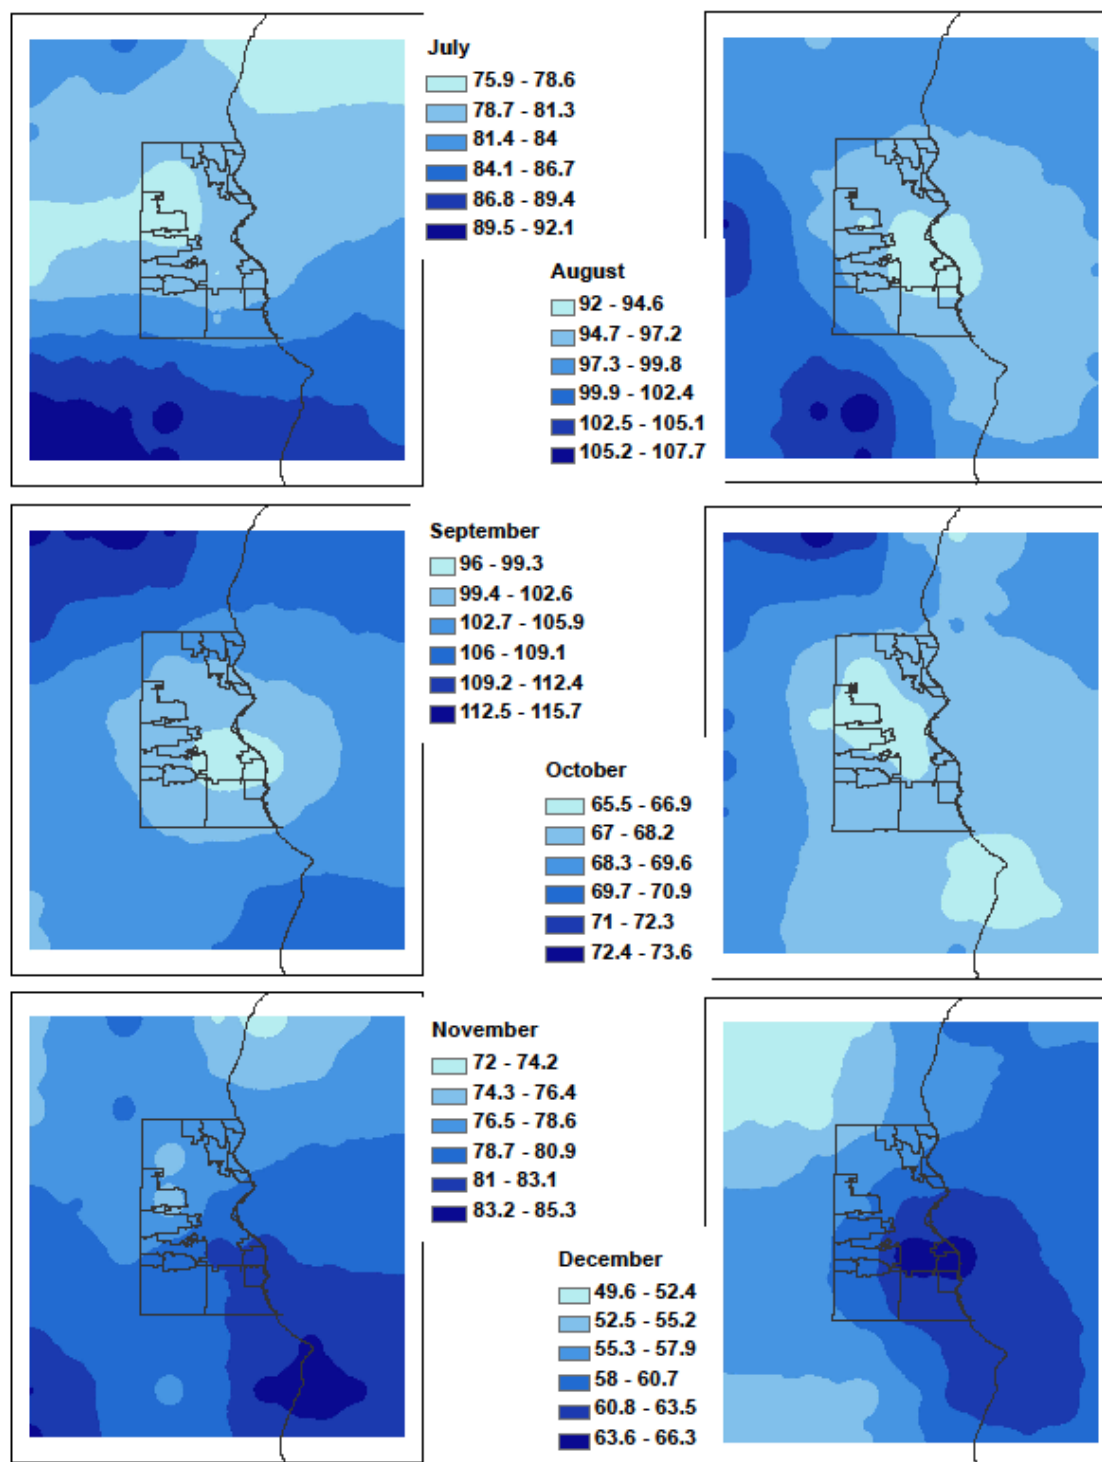 July
75.9 - 78.6
78.7 - 81.3
81.4 - 84
84.1 - 86.7
86.8 - 89.4
89.5 - 92.1
August
92 - 94.6
94.7 - 97.2
97.3 - 99.8
99.9 - 102.4
102.5 - 105.1
105.2 - 107.7
September
96 - 99.3
99.4 - 102.6
102.7 - 105.9
106 - 109.1
109.2 - 112.4
112.5 - 115.7
October
65.5 - 66.9
67 - 68.2
68.3 - 69.6
69.7 - 70.9
71 - 72.3
72.4 - 73.6
November
72 - 74.2
74.3 - 76.4
76.5 - 78.6
78.7 - 80.9
81 - 83.1
83.2 - 85.3
December
49.6 - 52.4
52.5 - 55.2
55.3 - 57.9
58 - 60.7
60.8 - 63.5
63.6 - 66.3